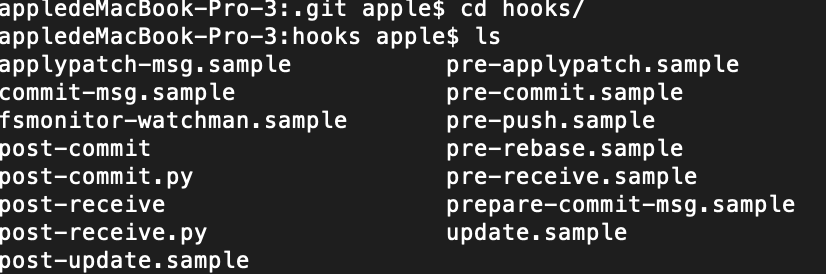 appledeMacBook-Pro-3:.git apple$ cd hooks/
appledeMacBook-Pro-3:hooks apple$ ls
applypatch-msg.sample pre-applypatch.sample
commit-msg.sample pre-commit.sample
fsmonitor-watchman.sample pre-push.sample
post-commit pre-rebase.sample
post-commit.py pre-receive.sample
post-receive prepare-commit-msg.sample
post-receive.py update.sample
post-update.sample